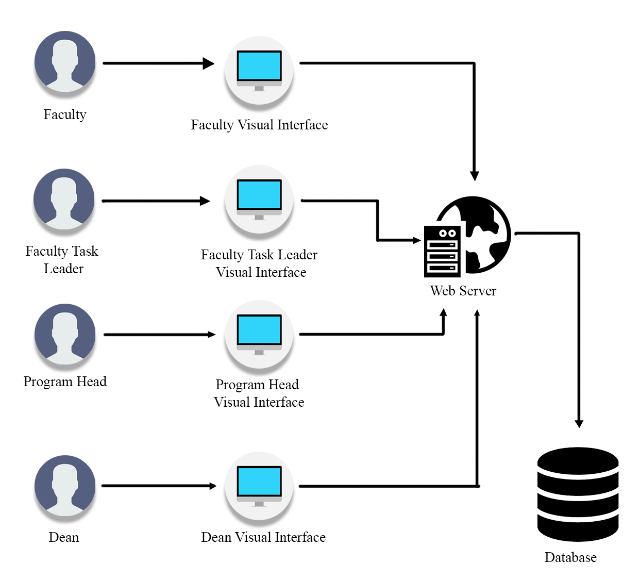 Faculty
Faculty Visual Interface
Faculty Task
Leader
Faculty Task Leader
Visual Interface
Web Server
Program Head
Program Head
Visual Interface
Dean
Dean Visual Interface
Database